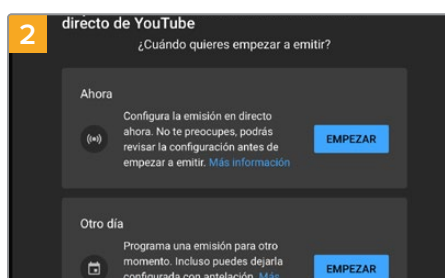 2
directo de YouTube
¿Cuándo quieres empezar a emitir?
Ahora
Configura la emisión en directo
ahora. No te preocupes, podrás
revisar la configuración antes de
empezar a emitir. Más información
EMPEZAR
Otro día
Programa una emisión para otro
momento. Incluso puedes dejarla
configurada con antelación. Más
EMPEZAR